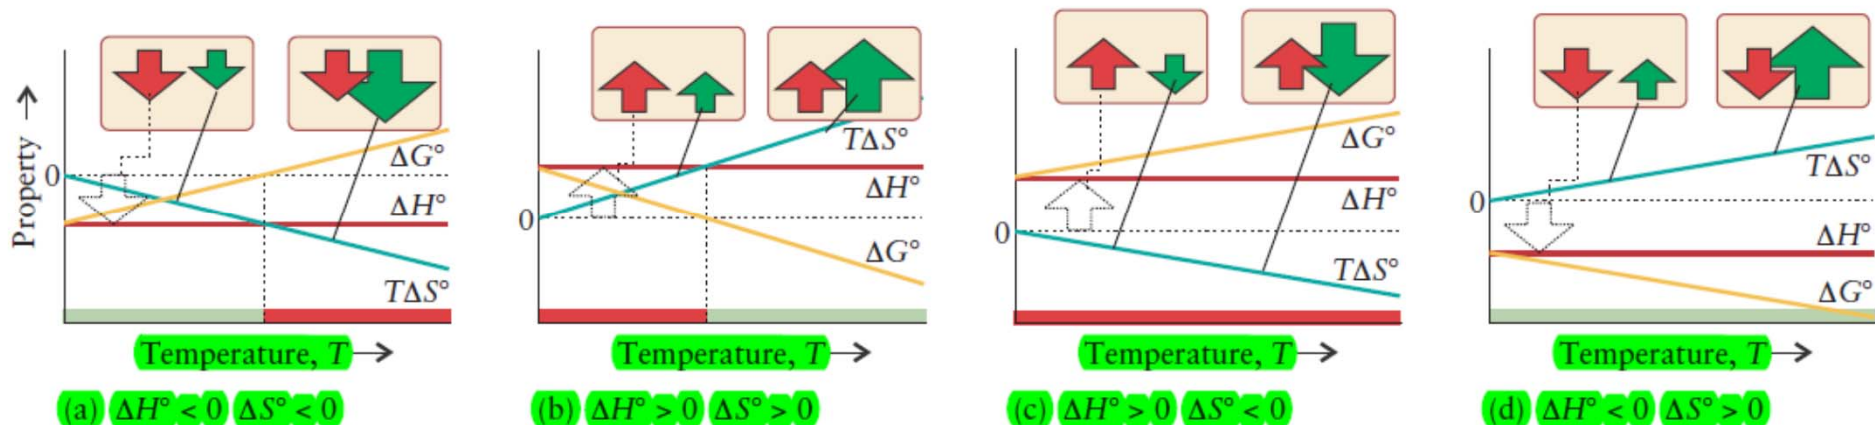 Property →
0
ΔG°
ΔH°
TΔS°
Temperature, T →
(a) ΔH° < 0 ΔS° < 0
0
TΔS°
ΔH°
ΔG°
Temperature, T →
(b) ΔH° > 0 ΔS° > 0
0
ΔG°
ΔH°
TΔS°
Temperature, T →
(c) ΔH° > 0 ΔS° < 0
0
TΔS°
ΔH°
ΔG°
Temperature, T →
(d) ΔH° < 0 ΔS° > 0